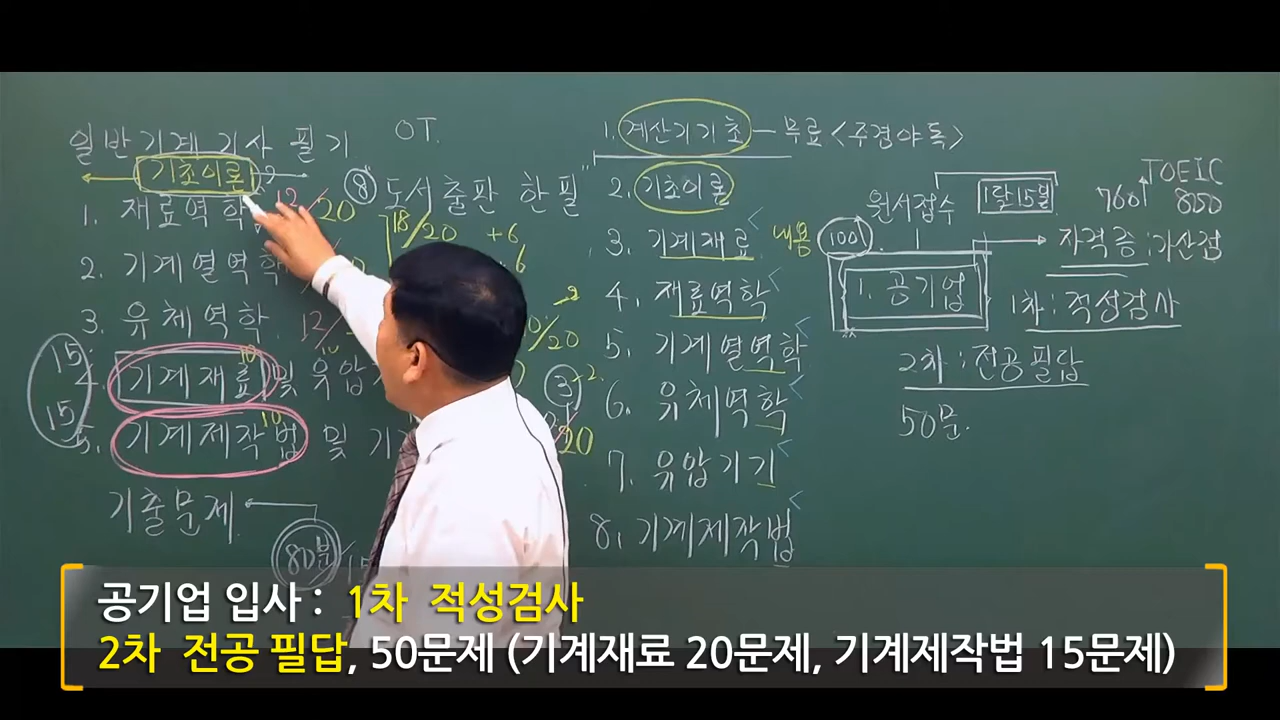 일반기계 기사 필기
OT.
기초이론
1. 재료역학 12/20
2. 기계열역학
3. 유체역학 12/
15
4. 기계재료 및 유압
10
15
5. 기계제작법 및 기
10
기출문제
80분
⑧ 도서출판 한필
18/20 +6
20
1. 계산기기초 - 무료 <주경야독>
2. 기초이론
3. 기계재료 내용
4. 재료역학
5. 기계열역학
6. 유체역학
7. 유압기기
8. 기계제작법
TOEIC
원서접수 1달15일 760 800
1001
자격증 : 가산점
1. 공기업
1차 : 적성검사
2차 : 전공필답
50문.
공기업 입사 : 1차 적성검사
2차 전공 필답, 50문제 (기계재료 20문제, 기계제작법 15문제)